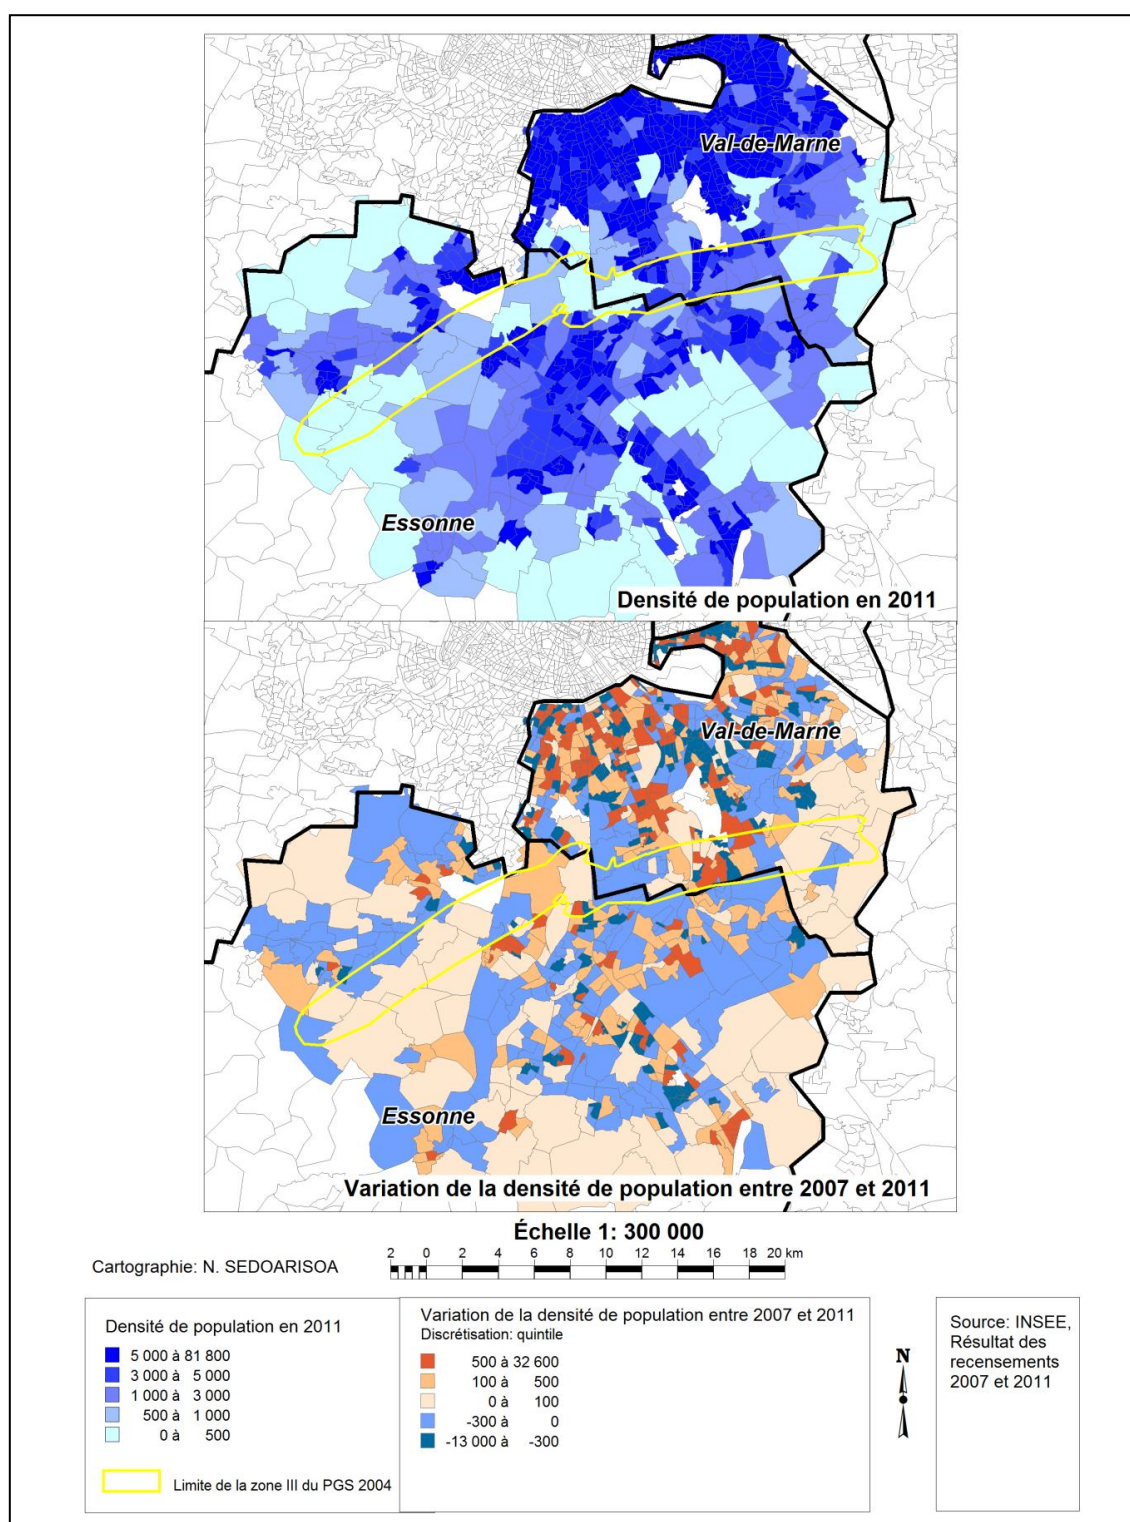 Val-de-Marne
Essonne
Densité de population en 2011
Val-de-Marne
Essonne
Variation de la densité de population entre 2007 et 2011
Échelle 1: 300 000
Cartographie: N. SEDOARISOA
2 0 2 4 6 8 10 12 14 16 18 20 km
Densité de population en 2011
5 000 à 81 800
3 000 à 5 000
1 000 à 3 000
500 à 1 000
0 à 500
Limite de la zone III du PGS 2004
Variation de la densité de population entre 2007 et 2011
Discrétisation: quintile
500 à 32 600
100 à 500
0 à 100
-300 à 0
-13 000 à -300
N
Source: INSEE,
Résultat des
recensements
2007 et 2011